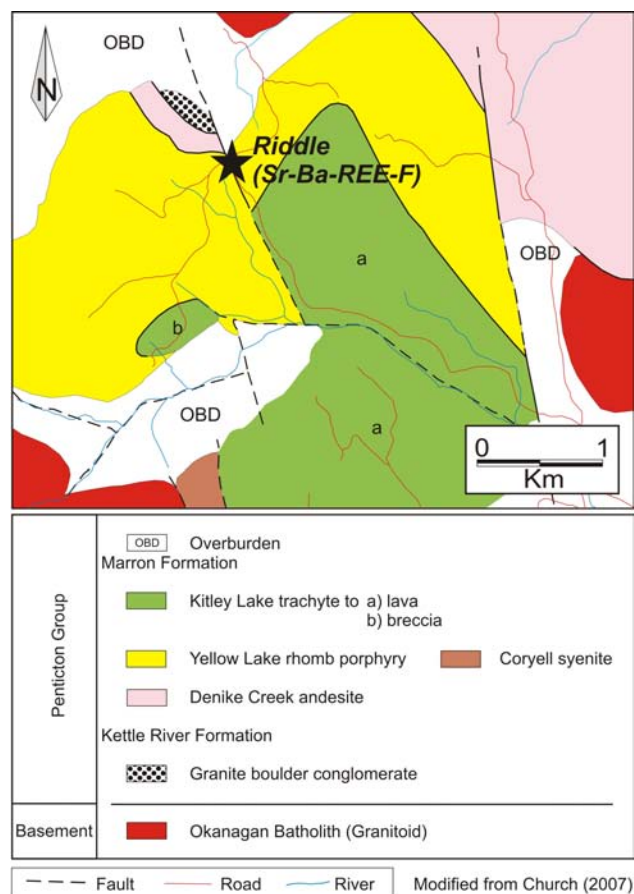 OBD
N
Riddle
(Sr-Ba-REE-F)
a
OBD
b
OBD
a
0 1
Km
Penticton Group
OBD Overburden
Marron Formation
Kitley Lake trachyte to a) lava
b) breccia
Yellow Lake rhomb porphyry Coryell syenite
Denike Creek andesite
Kettle River Formation
Granite boulder conglomerate
Basement Okanagan Batholith (Granitoid)
Fault Road River Modified from Church (2007)